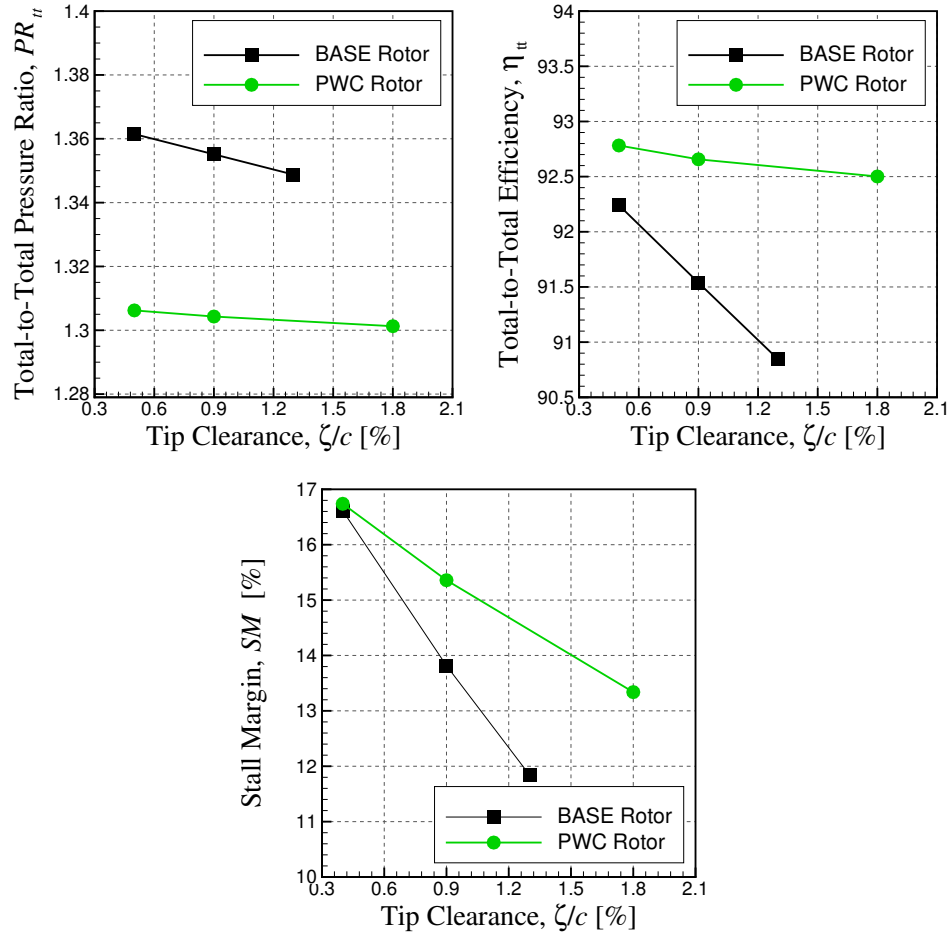 Total-to-Total Pressure Ratio, PR_tt
1.4
1.38
1.36
1.34
1.32
1.3
1.28
BASE Rotor
PWC Rotor
0.3 0.6 0.9 1.2 1.5 1.8 2.1
Tip Clearance, ζ/c [%]
Total-to-Total Efficiency, η_tt
94
93.5
93
92.5
92
91.5
91
90.5
BASE Rotor
PWC Rotor
0.3 0.6 0.9 1.2 1.5 1.8 2.1
Tip Clearance, ζ/c [%]
Stall Margin, SM [%]
17
16
15
14
13
12
11
10
BASE Rotor
PWC Rotor
0.3 0.6 0.9 1.2 1.5 1.8 2.1
Tip Clearance, ζ/c [%]